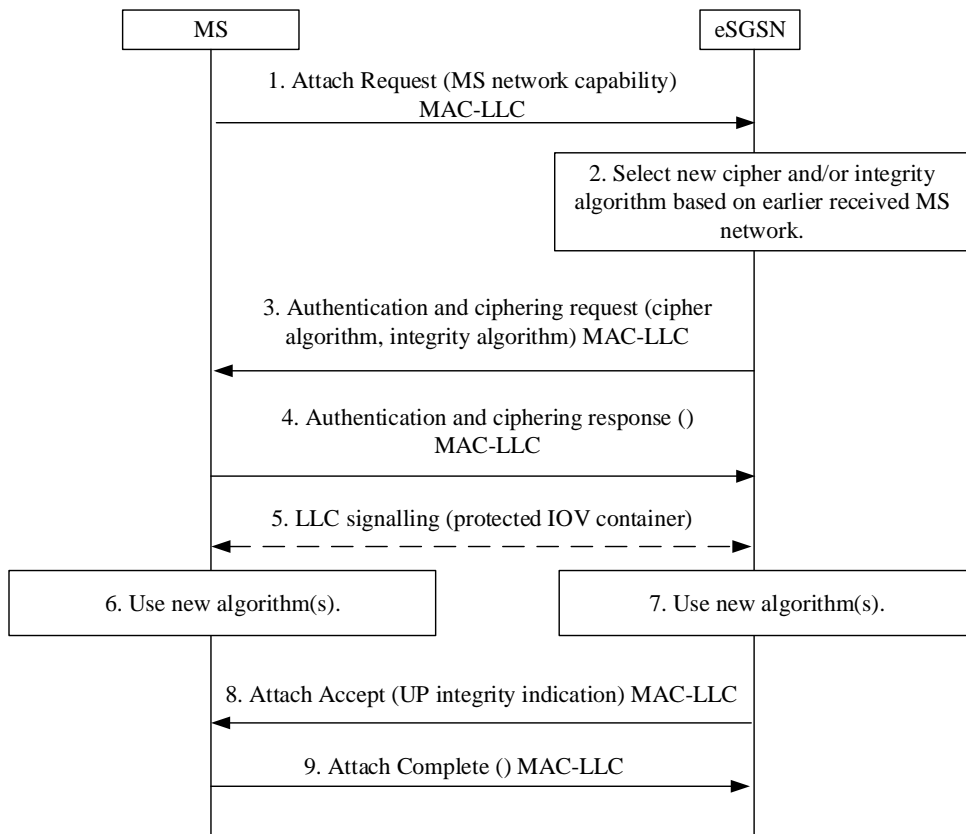 MS
eSGSN
1. Attach Request (MS network capability)
MAC-LLC
2. Select new cipher and/or integrity
algorithm based on earlier received MS
network.
3. Authentication and ciphering request (cipher
algorithm, integrity algorithm) MAC-LLC
4. Authentication and ciphering response ()
MAC-LLC
5. LLC signalling (protected IOV container)
6. Use new algorithm(s).
7. Use new algorithm(s).
8. Attach Accept (UP integrity indication) MAC-LLC
9. Attach Complete () MAC-LLC